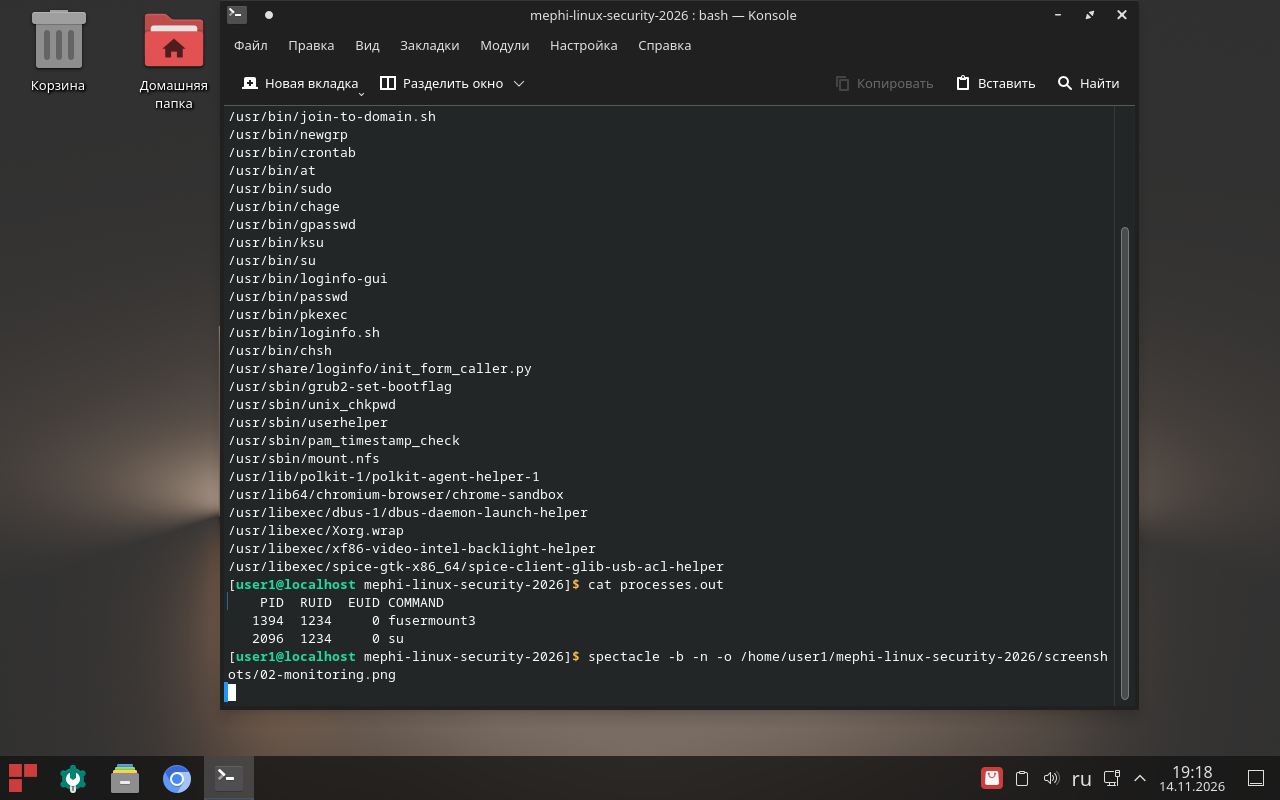 mephi-linux-security-2026 : bash — Konsole
Корзина
Домашняя
папка
Файл Правка Вид Закладки Модули Настройка Справка
Новая вкладка Разделить окно Копировать Вставить Найти
/usr/bin/join-to-domain.sh
/usr/bin/newgrp
/usr/bin/crontab
/usr/bin/at
/usr/bin/sudo
/usr/bin/chage
/usr/bin/gpasswd
/usr/bin/ksu
/usr/bin/su
/usr/bin/loginfo-gui
/usr/bin/passwd
/usr/bin/pkexec
/usr/bin/loginfo.sh
/usr/bin/chsh
/usr/share/loginfo/init_form_caller.py
/usr/sbin/grub2-set-bootflag
/usr/sbin/unix_chkpwd
/usr/sbin/userhelper
/usr/sbin/pam_timestamp_check
/usr/sbin/mount.nfs
/usr/lib/polkit-1/polkit-agent-helper-1
/usr/lib64/chromium-browser/chrome-sandbox
/usr/libexec/dbus-1/dbus-daemon-launch-helper
/usr/libexec/Xorg.wrap
/usr/libexec/xf86-video-intel-backlight-helper
/usr/libexec/spice-gtk-x86_64/spice-client-glib-usb-acl-helper
[user1@localhost mephi-linux-security-2026]$ cat processes.out
PID RUID EUID COMMAND
1394 1234 0 fusermount3
2096 1234 0 su
[user1@localhost mephi-linux-security-2026]$ spectacle -b -n -o /home/user1/mephi-linux-security-2026/screensh
ots/02-monitoring.png
ru
19:18
14.11.2026